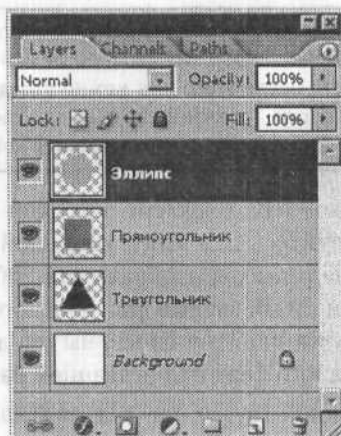 Layers Channels Paths
Normal Opacity: 100%
Lock: Fill: 100%
Эллипс
Прямоугольник
Треугольник
Background